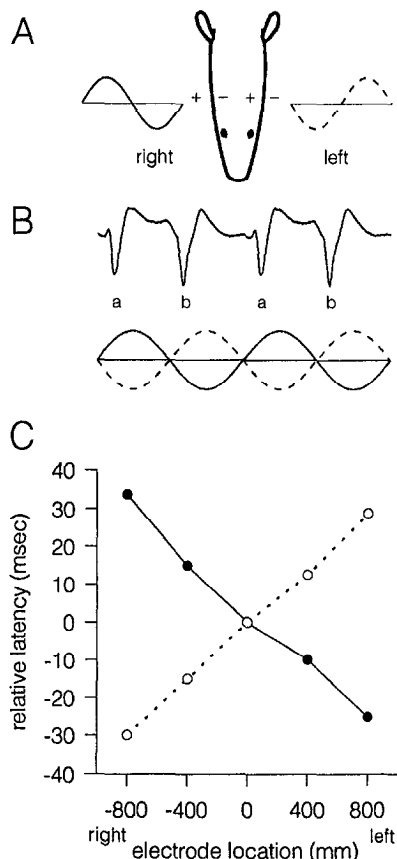 A
+ - + -
right left
B
a b a b
C
relative latency (msec)
40
30
20
10
0
-10
-20
-30
-40
-800 -400 0 400 800
right left
electrode location (mm)